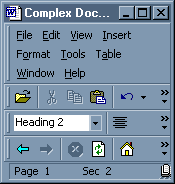 Complex Doc...
File Edit View Insert
Format Tools Table
Window Help
Heading 2
Page 1 Sec 2